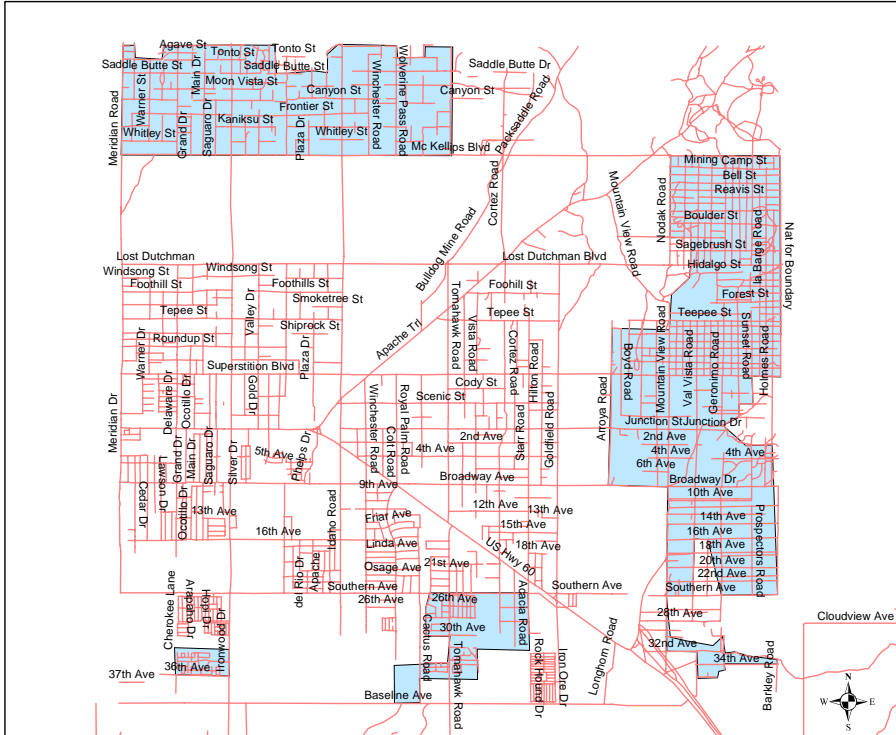 Agave St
Tonto St
Tonto St
Saddle Butte St
Saddle Butte St
Saddle Butte Dr
Main Dr
Moon Vista St
Warner St
Canyon St
Canyon St
Winchester Road
Wolverine Pass Road
Packsaddle Road
Frontier St
Kaniksu St
Meridian Road
Grand Dr
Saguaro Dr
Plaza Dr
Whitley St
Whitley St
Mc Kellips Blvd
Mining Camp St
Bell St
Reavis St
Cortez Road
Mountain View Road
Nodak Road
Boulder St
la Barge Road
Nat for Boundary
Bulldog Mine Road
Sagebrush St
Lost Dutchman
Lost Dutchman Blvd
Hidalgo St
Windsong St
Windsong St
Foothill St
Foothills St
Foohill St
Forest St
Smoketree St
Valley Dr
Tepee St
Tepee St
Teepee St
Tomahawk Road
Vista Road
Shiprock St
Apache Trl
Roundup St
Warner Dr
Plaza Dr
Cortez Road
Hilton Road
Boyd Road
Mountain View Road
Val Vista Road
Geronimo Road
Sunset Road
Holmes Road
Superstition Blvd
Cody St
Scenic St
Gold Dr
Delaware Dr
Ocotillo Dr
Winchester Road
Royal Palm Road
Colt Road
Starr Road
Goldfield Road
Arroya Road
Meridian Dr
Junction St
Junction Dr
2nd Ave
2nd Ave
4th Ave
4th Ave
4th Ave
5th Ave
6th Ave
Phelps Dr
Grand Dr
Main Dr
Saguaro Dr
Silver Dr
Lawson Dr
Cedar Dr
Ocotillo Dr
Broadway Ave
Broadway Dr
9th Ave
10th Ave
12th Ave
13th Ave
13th Ave
14th Ave
Prospectors Road
Idaho Road
Friar Ave
15th Ave
16th Ave
16th Ave
Linda Ave
US Hwy 60
18th Ave
18th Ave
del Rio Dr
Apache
Osage Ave
21st Ave
20th Ave
22nd Ave
Southern Ave
Southern Ave
Southern Ave
Cherokee Lane
Arapaho Dr
Hopi Dr
Ironwood Dr
26th Ave
26th Ave
Acacia Road
28th Ave
Cloudview Ave
30th Ave
Cactus Road
Tomahawk Road
Rock Hound Dr
Iron Ore Dr
Longhorn Road
32nd Ave
34th Ave
Barkley Road
36th Ave
37th Ave
Baseline Ave
N
W
E
S